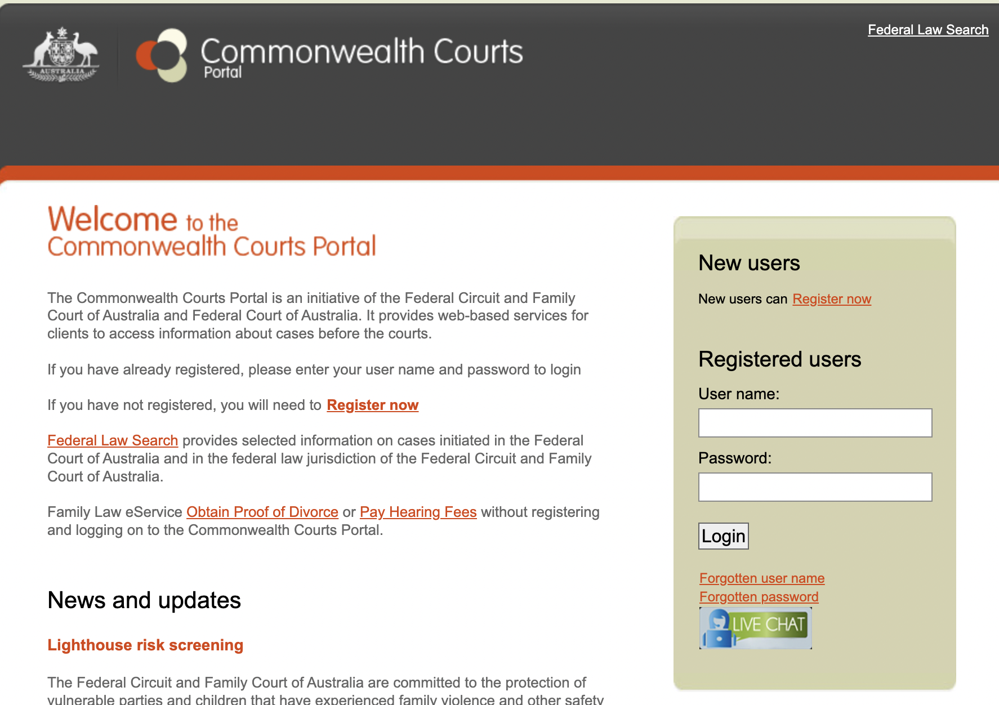 AUSTRALIA
Commonwealth Courts
Portal
Federal Law Search
Welcome to the
Commonwealth Courts Portal
The Commonwealth Courts Portal is an initiative of the Federal Circuit and Family
Court of Australia and Federal Court of Australia. It provides web-based services for
clients to access information about cases before the courts.
If you have already registered, please enter your user name and password to login
If you have not registered, you will need to Register now
Federal Law Search provides selected information on cases initiated in the Federal
Court of Australia and in the federal law jurisdiction of the Federal Circuit and Family
Court of Australia.
Family Law eService Obtain Proof of Divorce or Pay Hearing Fees without registering
and logging on to the Commonwealth Courts Portal.
News and updates
Lighthouse risk screening
The Federal Circuit and Family Court of Australia are committed to the protection of
vulnerable parties and children that have experienced family violence and other safety
New users
New users can Register now
Registered users
User name:
Password:
Login
Forgotten user name
Forgotten password
LIVE CHAT